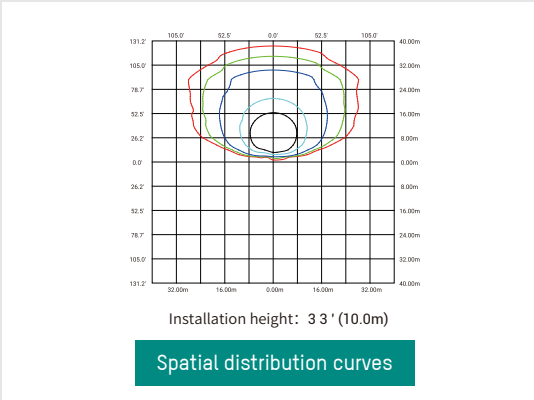 105.0' 52.5' 0.0' 52.5' 105.0'
131.2' 40.00m
105.0' 32.00m
78.7' 24.00m
52.5' 16.00m
26.2' 8.00m
0.0' 0.00m
26.2' 8.00m
52.5' 16.00m
78.7' 24.00m
105.0' 32.00m
131.2' 40.00m
32.00m 16.00m 0.00m 16.00m 32.00m
Installation height: 33'(10.0m)
Spatial distribution curves